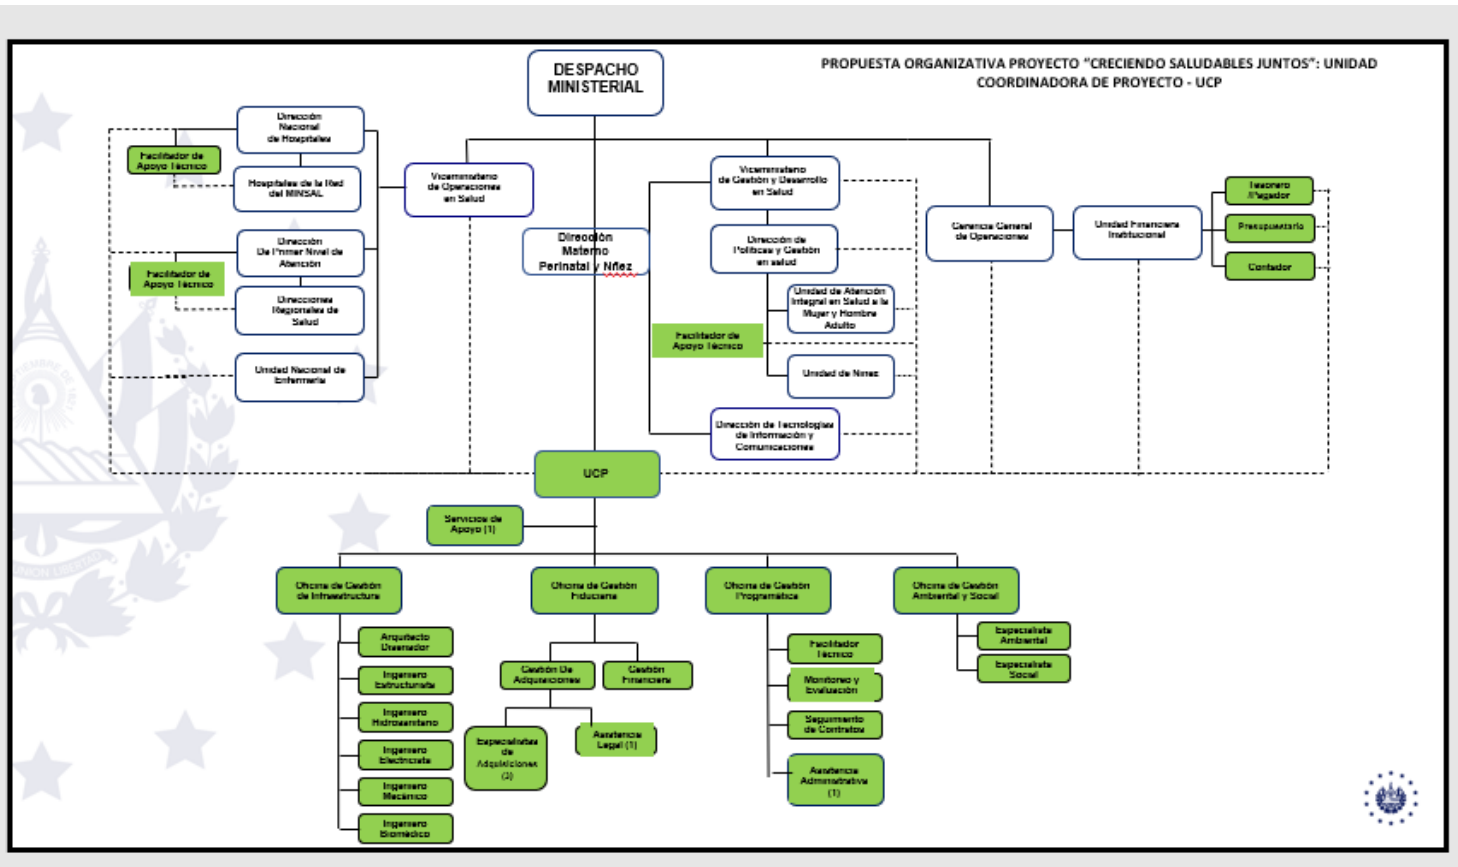 PROPUESTA ORGANIZATIVA PROYECTO "CRECIENDO SALUDABLES JUNTOS": UNIDAD
COORDINADORA DE PROYECTO - UCP
DESPACHO
MINISTERIAL
Dirección
Nacional
de Hospitales
Facilitador de
Apoyo Técnico
Hospitales de la Red
del MINSAL
Dirección
De Primer Nivel de
Atención
Facilitador de
Apoyo Técnico
Direcciones
Regionales de
Salud
Unidad Nacional de
Enfermería
Viceministerio
de Operaciones
en Salud
Dirección
Materno
Perinatal y Niñez
Viceministerio
de Gestión y Desarrollo
en Salud
Dirección de
Políticas y Gestión
en salud
Unidad de Atención
Integral en Salud a la
Mujer y Hombre
Adulto
Facilitador de
Apoyo Técnico
Unidad de Niñez
Dirección de Tecnologías
de Información y
Comunicaciones
Gerencia General
de Operaciones
Unidad Financiera
Institucional
Tesorero
/Pagador
Presupuestario
Contador
UCP
Servicios de
Apoyo (1)
Oficina de Gestión
de Infraestructura
Arquitecto
Diseñador
Ingeniero
Estructurista
Ingeniero
Hidrosanitario
Ingeniero
Electricista
Ingeniero
Mecánico
Ingeniero
Biomédico
Oficina de Gestión
Fiduciaria
Gestión De
Adquisiciones
Gestión
Financiera
Especialistas
de
Adquisiciones
(3)
Asistencia
Legal (1)
Oficina de Gestión
Programática
Facilitador
Técnico
Monitoreo y
Evaluación
Seguimiento
de Contratos
Asistencia
Administrativa
(1)
Oficina de Gestión
Ambiental y Social
Especialista
Ambiental
Especialista
Social